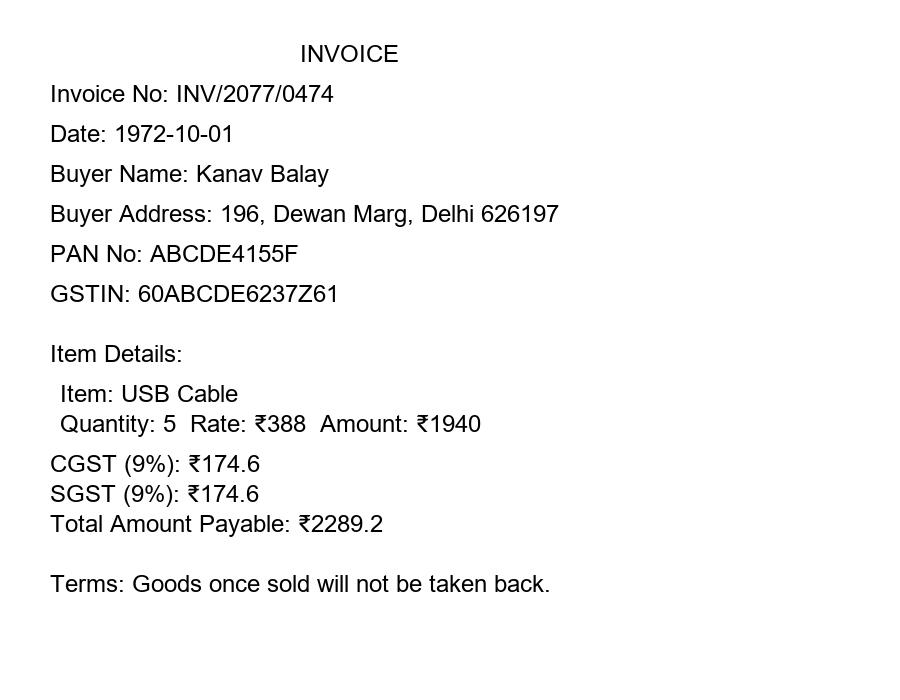 INVOICE
Invoice No: INV/2077/0474
Date: 1972-10-01
Buyer Name: Kanav Balay
Buyer Address: 196, Dewan Marg, Delhi 626197
PAN No: ABCDE4155F
GSTIN: 60ABCDE6237Z61
Item Details:
Item: USB Cable
Quantity: 5  Rate: ₹388  Amount: ₹1940
CGST (9%): ₹174.6
SGST (9%): ₹174.6
Total Amount Payable: ₹2289.2
Terms: Goods once sold will not be taken back.